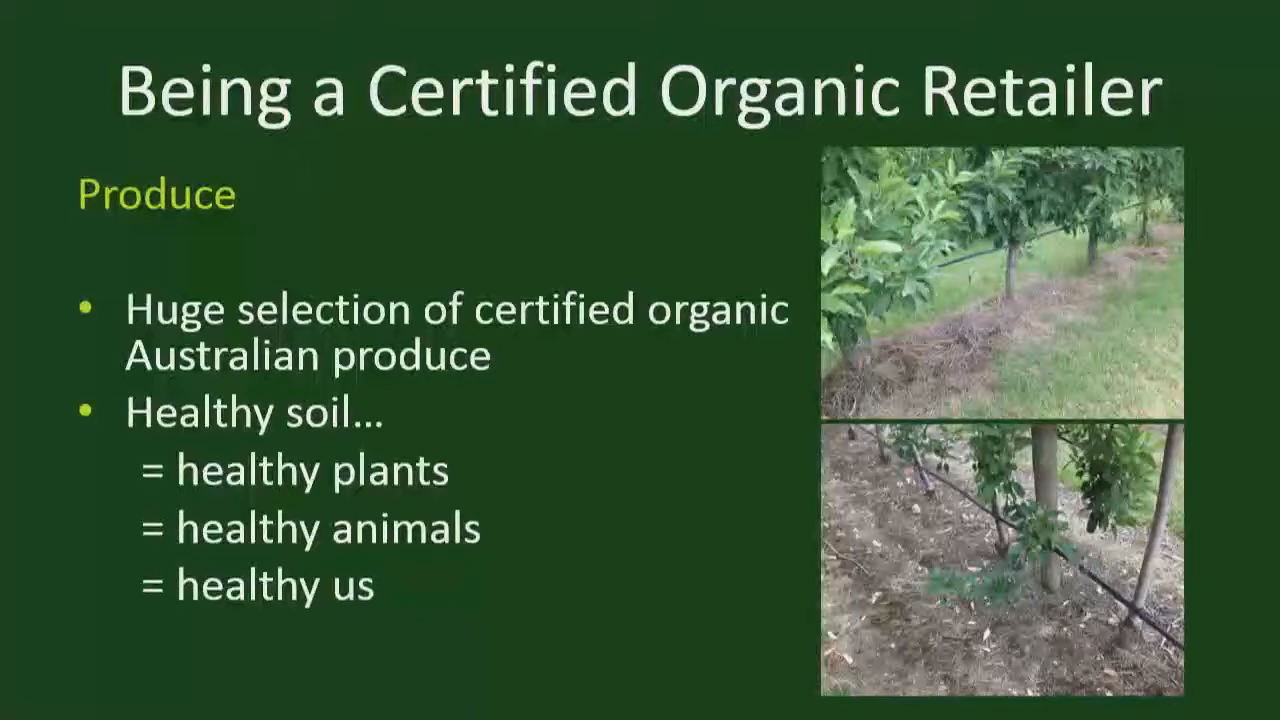 Being a Certified Organic Retailer
Produce
• Huge selection of certified organic
Australian produce
• Healthy soil…
= healthy plants
= healthy animals
= healthy us